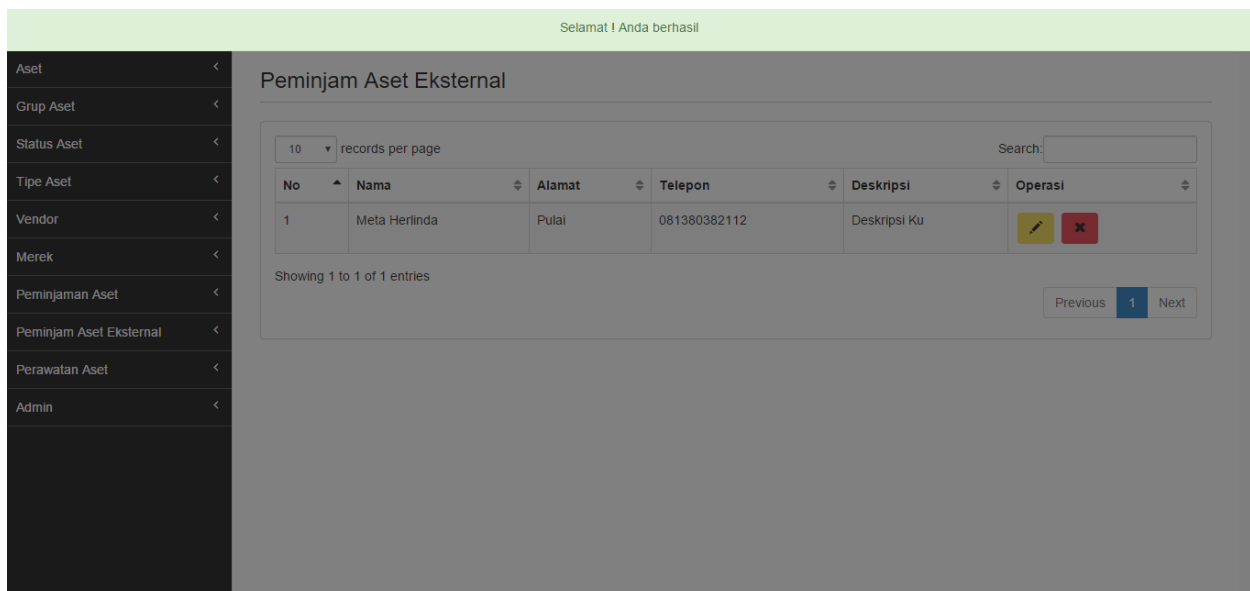 Selamat ! Anda berhasil
Aset
Grup Aset
Status Aset
Tipe Aset
Vendor
Merek
Peminjaman Aset
Peminjam Aset Eksternal
Perawatan Aset
Admin
Peminjam Aset Eksternal
10 records per page Search:
No Nama Alamat Telepon Deskripsi Operasi
1 Meta Herlinda Pulai 081380382112 Deskripsi Ku
Showing 1 to 1 of 1 entries
Previous 1 Next